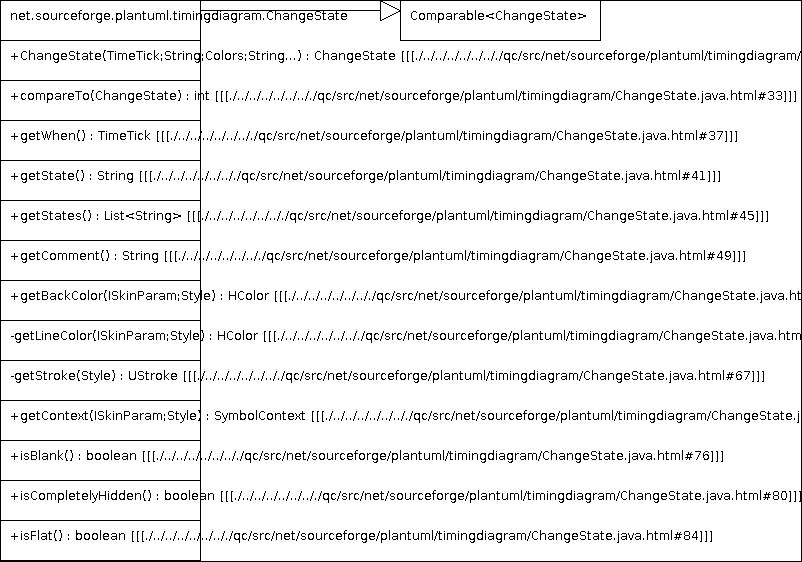 net.sourceforge.plantuml.timingdiagram.ChangeState
Comparable<ChangeState>
+ChangeState(TimeTick;String;Colors;String...) : ChangeState [[[./../../../../../../qc/src/net/sourceforge/plantuml/timingdiagram/
+compareTo(ChangeState) : int [[[./../../../../../../../qc/src/net/sourceforge/plantuml/timingdiagram/ChangeState.java.html#33]]]
+getWhen() : TimeTick [[[./../../../../../../../qc/src/net/sourceforge/plantuml/timingdiagram/ChangeState.java.html#37]]]
+getState() : String [[[./../../../../../../../qc/src/net/sourceforge/plantuml/timingdiagram/ChangeState.java.html#41]]]
+getStates() : List<String> [[[./../../../../../../../qc/src/net/sourceforge/plantuml/timingdiagram/ChangeState.java.html#45]]]
+getComment() : String [[[./../../../../../../../qc/src/net/sourceforge/plantuml/timingdiagram/ChangeState.java.html#49]]]
+getBackColor(ISkinParam;Style) : HColor [[[./../../../../../../../qc/src/net/sourceforge/plantuml/timingdiagram/ChangeState.java.ht
-getLineColor(ISkinParam;Style) : HColor [[[./../../../../../../../qc/src/net/sourceforge/plantuml/timingdiagram/ChangeState.java.htm
-getStroke(Style) : UStroke [[[./../../../../../../../qc/src/net/sourceforge/plantuml/timingdiagram/ChangeState.java.html#67]]]
+getContext(ISkinParam;Style) : SymbolContext [[[./../../../../../../../qc/src/net/sourceforge/plantuml/timingdiagram/ChangeState.j
+isBlank() : boolean [[[./../../../../../../../qc/src/net/sourceforge/plantuml/timingdiagram/ChangeState.java.html#76]]]
+isCompletelyHidden() : boolean [[[./../../../../../../../qc/src/net/sourceforge/plantuml/timingdiagram/ChangeState.java.html#80]]]
+isFlat() : boolean [[[./../../../../../../../qc/src/net/sourceforge/plantuml/timingdiagram/ChangeState.java.html#84]]]